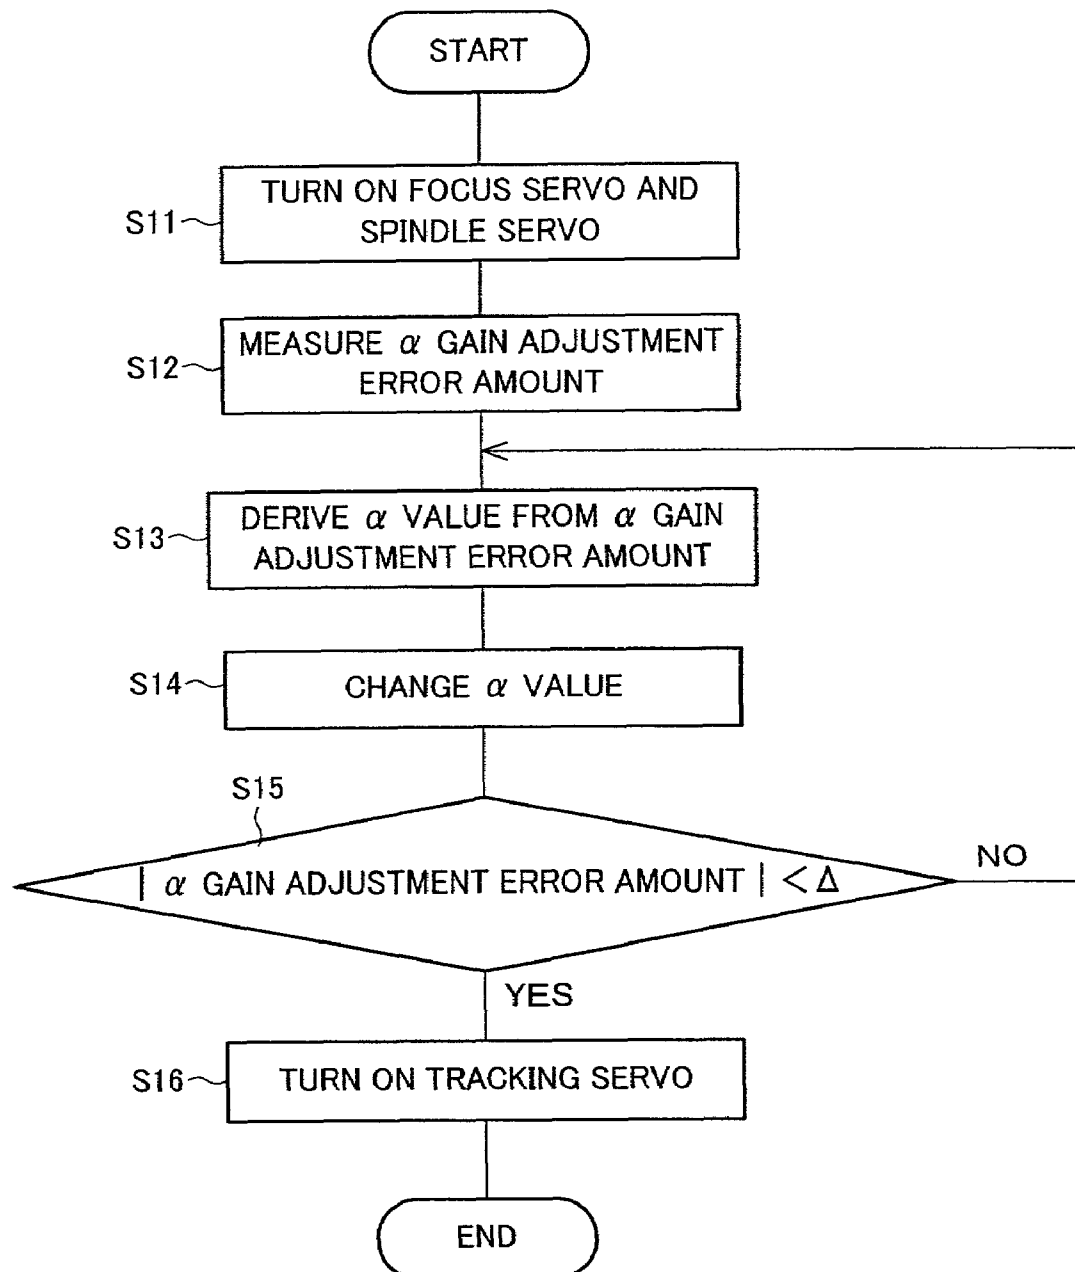 START
S11
TURN ON FOCUS SERVO AND
SPINDLE SERVO
S12
MEASURE α GAIN ADJUSTMENT
ERROR AMOUNT
S13
DERIVE α VALUE FROM α GAIN
ADJUSTMENT ERROR AMOUNT
S14
CHANGE α VALUE
S15
| α GAIN ADJUSTMENT ERROR AMOUNT | < Δ
NO
YES
S16
TURN ON TRACKING SERVO
END